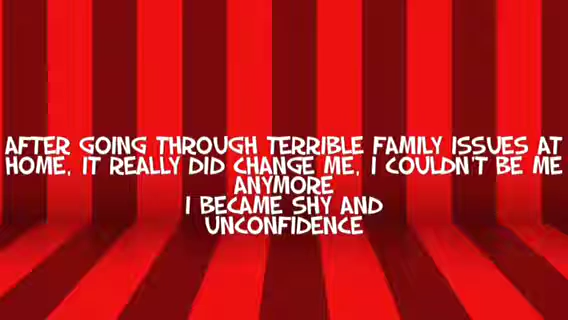 AFTER GOING THROUGH TERRIBLE FAMILY ISSUES AT
HOME, IT REALLY DID CHANGE ME, I COULDN'T BE ME
ANYMORE
I BECAME SHY AND
UNCONFIDENCE